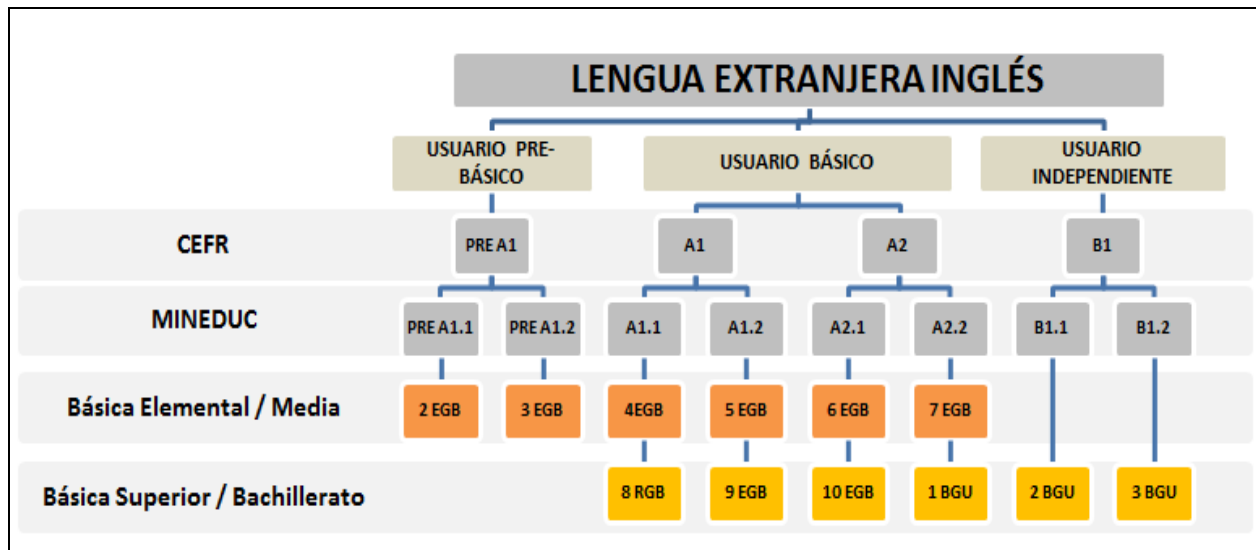 LENGUA EXTRANJERA INGLÉS
USUARIO PRE-
BÁSICO
USUARIO BÁSICO
USUARIO
INDEPENDIENTE
CEFR
PRE A1
A1
A2
B1
MINEDUC
PRE A1.1
PRE A1.2
A1.1
A1.2
A2.1
A2.2
B1.1
B1.2
Básica Elemental / Media
2 EGB
3 EGB
4EGB
5 EGB
6 EGB
7 EGB
Básica Superior / Bachillerato
8 RGB
9 EGB
10 EGB
1 BGU
2 BGU
3 BGU